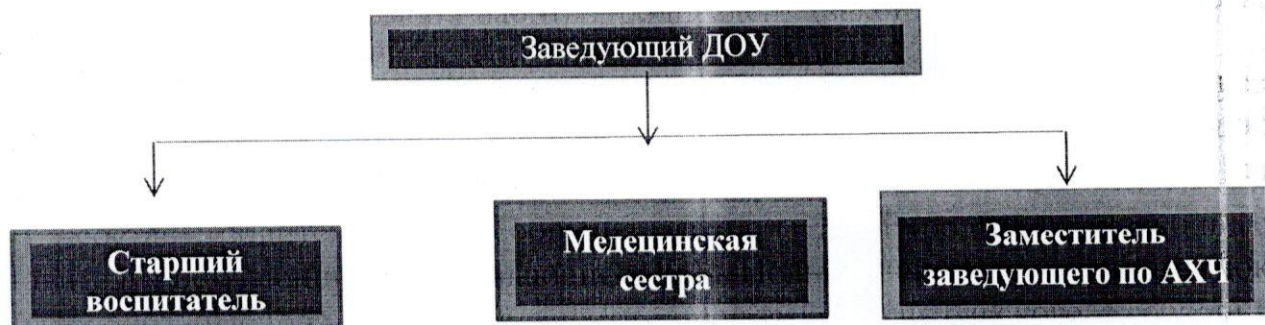 Заведующий ДОУ
Старший
воспитатель
Медецинская
сестра
Заместитель
заведующего по АХЧ